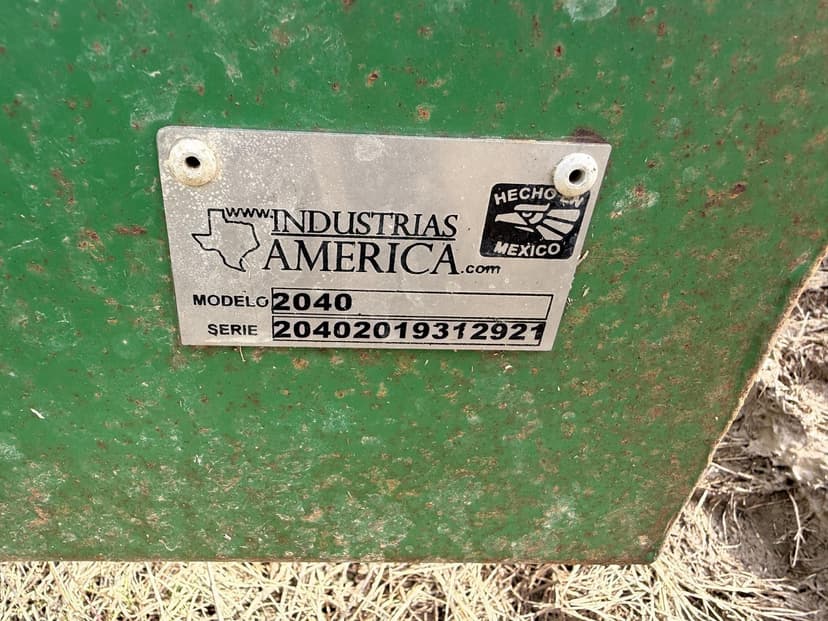 www.INDUSTRIAS
AMERICA.com
HECHO EN
MEXICO
MODELO 2040
SERIE 20402019312921